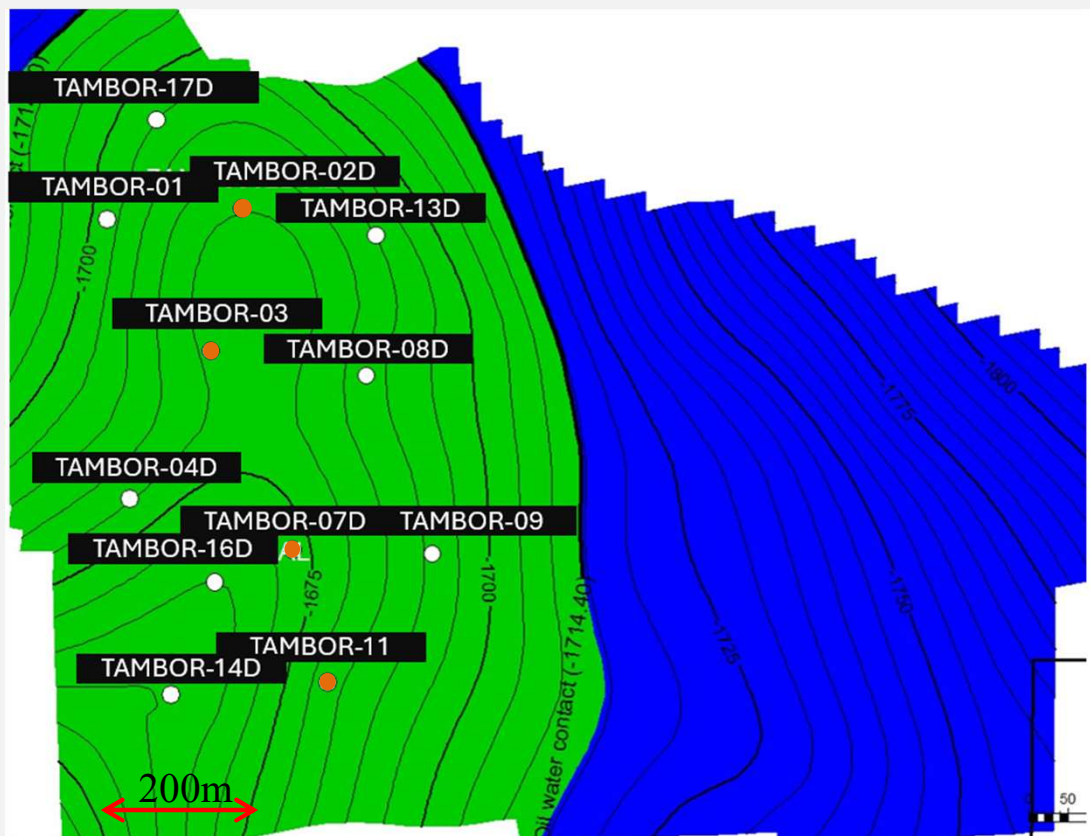 TAMBOR-17D
TAMBOR-02D
TAMBOR-01
TAMBOR-13D
-1700
TAMBOR-03
TAMBOR-08D
-1800
-1775
TAMBOR-04D
TAMBOR-07D
TAMBOR-09
TAMBOR-16D
AL
-1675
-1700
-1750
Oil water contact (-1714.40)
-1725
TAMBOR-11
TAMBOR-14D
200m
0 50